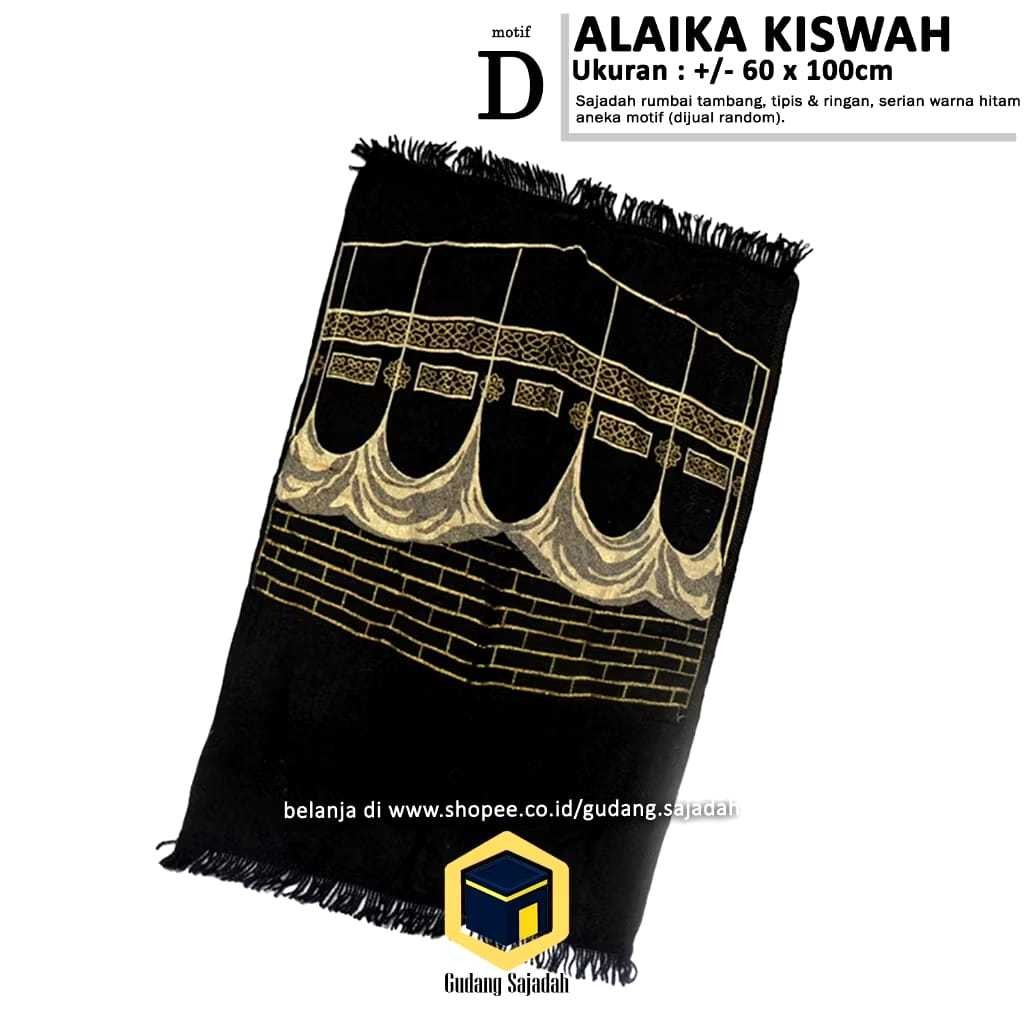 motif
D
ALAIKA KISWAH
Ukuran : +/- 60 x 100cm
Sajadah rumbai tambang, tipis & ringan, serian warna hitam
aneka motif (dijual random).
belanja di www.shopee.co.id/gudang.sajadah
Gudang Sajadah